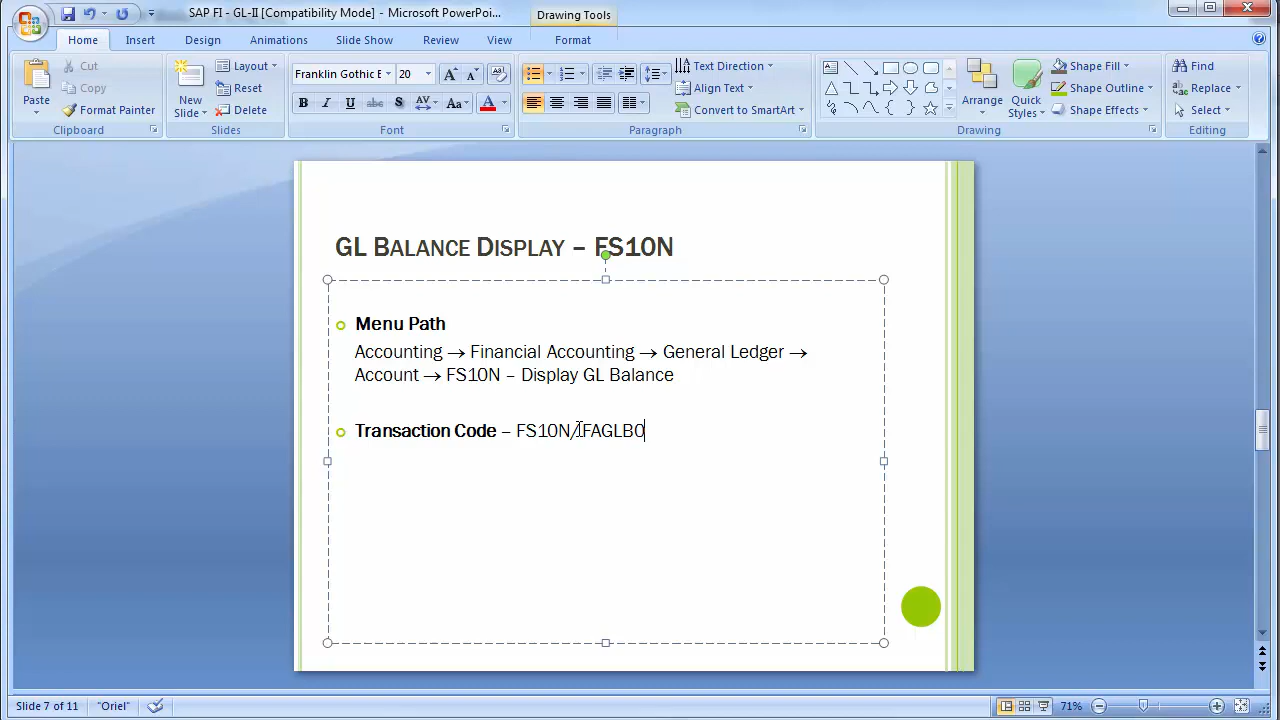 SAP FI - GL-II [Compatibility Mode] - Microsoft PowerPoi...
Drawing Tools
Home
Insert
Design
Animations
Slide Show
Review
View
Format
Paste
Cut
Copy
Format Painter
Clipboard
New
Slide
Layout
Reset
Delete
Slides
Franklin Gothic E
20
A A
B I U abc S AV Aa A
Font
Text Direction
Align Text
Convert to SmartArt
Paragraph
Arrange
Quick
Styles
Shape Fill
Shape Outline
Shape Effects
Drawing
Find
Replace
Select
Editing
GL BALANCE DISPLAY – FS10N
Menu Path
Accounting → Financial Accounting → General Ledger →
Account → FS10N – Display GL Balance
Transaction Code – FS10N/FAGLB0
Slide 7 of 11
"Oriel"
71%